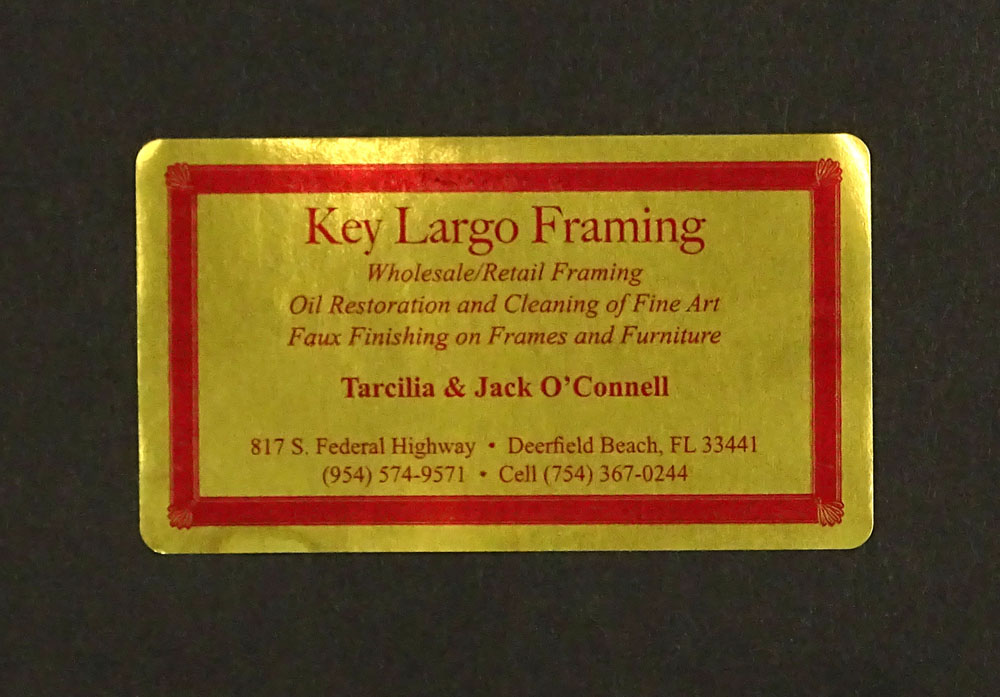 Key Largo Framing
Wholesale/Retail Framing
Oil Restoration and Cleaning of Fine Art
Faux Finishing on Frames and Furniture
Tarcilia & Jack O’Connell
817 S. Federal Highway • Deerfield Beach, FL 33441
(954) 574-9571 • Cell (754) 367-0244